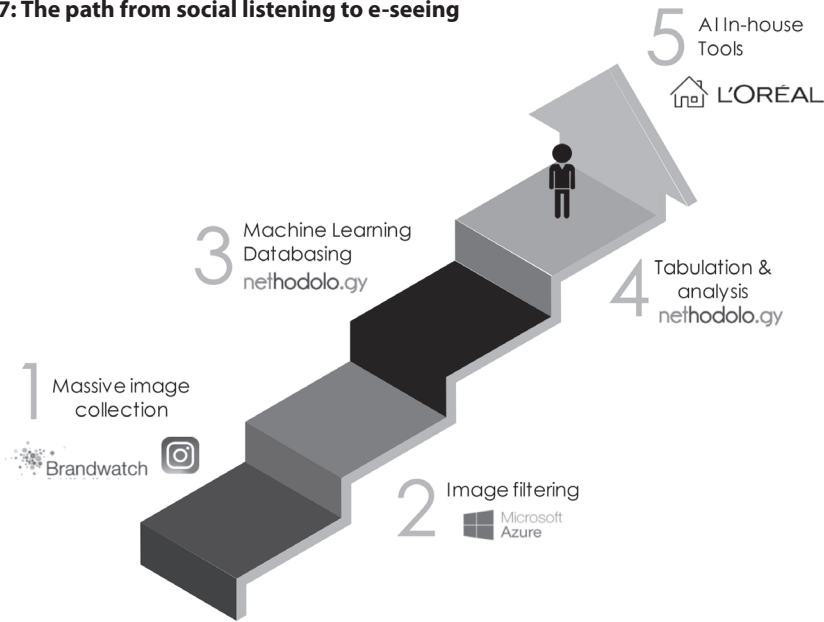 7: The path from social listening to e-seeing
5
AI In-house
Tools
L'ORÉAL
3
Machine Learning
Databasing
nethodolo.gy
4
Tabulation &
analysis
nethodolo.gy
1
Massive image
collection
Brandwatch
2
Image filtering
Microsoft
Azure